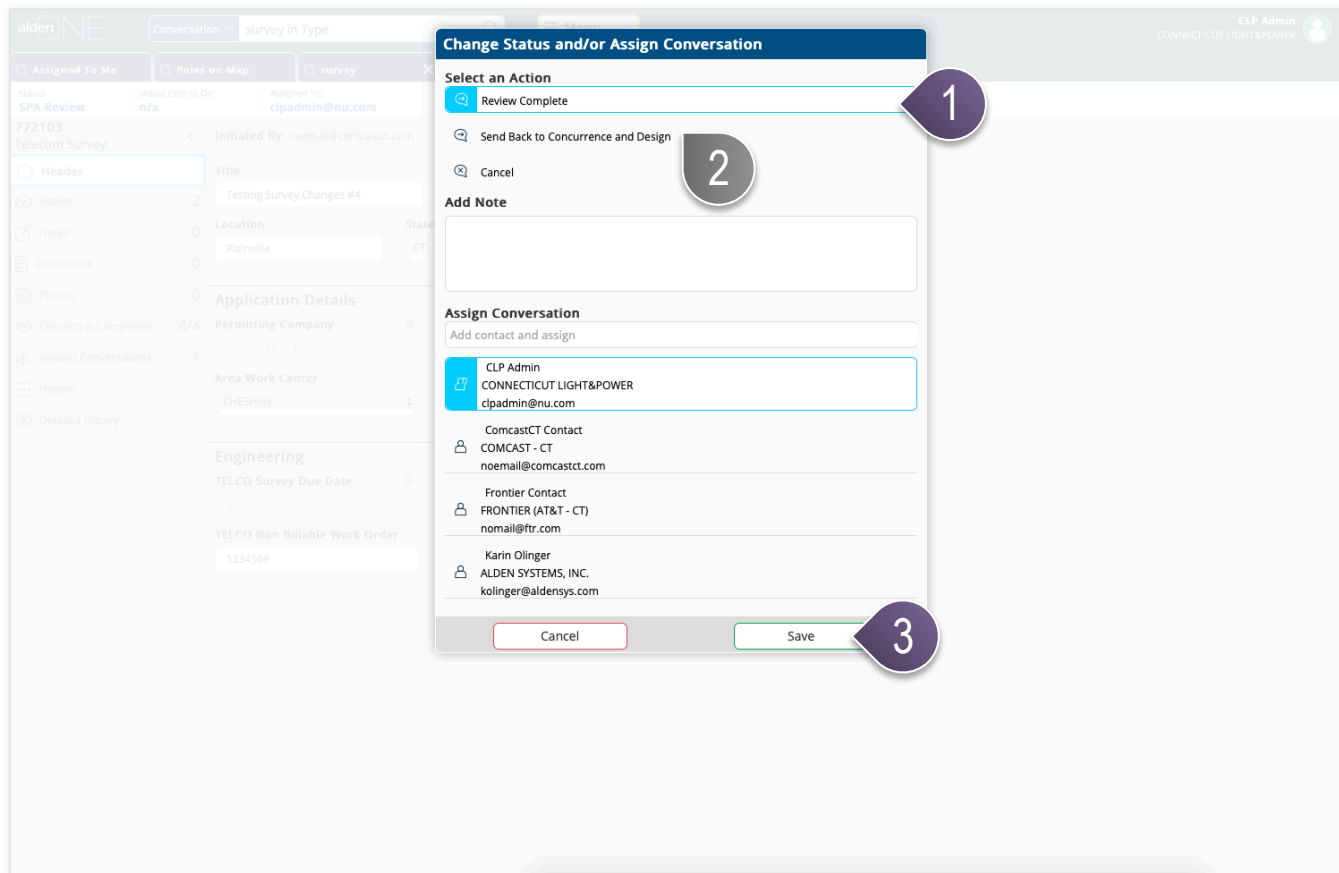 alden ONE
Conversation
survey in Type
Menu
CLP Admin
CONNECTICUT LIGHT&POWER
Assigned To Me
Poles on Map
survey
Status:
SPA Review
Status Expires On:
n/a
Assigned To:
clpadmin@nu.com
772103
Telecom Survey
Header
Assets 2
Notes 0
Documents 0
Photos 0
Contacts & Companies 4/4
Related Conversations 1
History
Detailed History
Initiated By: noemail@comcastct.com
Title
Testing Survey Changes #4
Location
State
Plainville
CT
Application Details
Permitting Company
COMCAST - CT
Area Work Center
CHESHIRE
Engineering
TELCO Survey Due Date
TELCO Non Billable Work Order
1234569
Change Status and/or Assign Conversation
Select an Action
Review Complete
1
Send Back to Concurrence and Design
2
Cancel
Add Note
Assign Conversation
Add contact and assign
CLP Admin
CONNECTICUT LIGHT&POWER
clpadmin@nu.com
ComcastCT Contact
COMCAST - CT
noemail@comcastct.com
Frontier Contact
FRONTIER (AT&T - CT)
nomail@ftr.com
Karin Olinger
ALDEN SYSTEMS, INC.
kolinger@aldensys.com
Cancel
Save
3